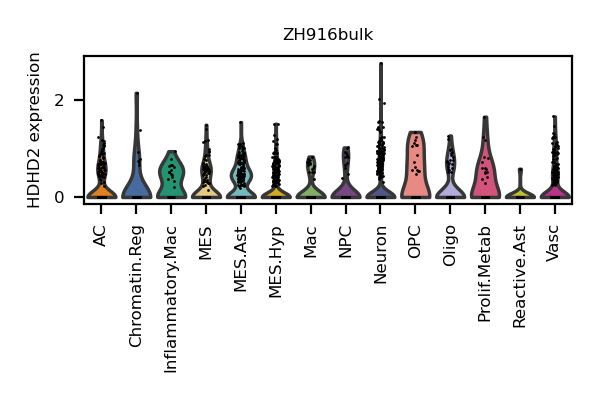 ZH916bulk
HDHD2 expression
2
0
AC
Chromatin.Reg
Inflammatory.Mac
MES
MES.Ast
MES.Hyp
Mac
NPC
Neuron
OPC
Oligo
Prolif.Metab
Reactive.Ast
Vasc